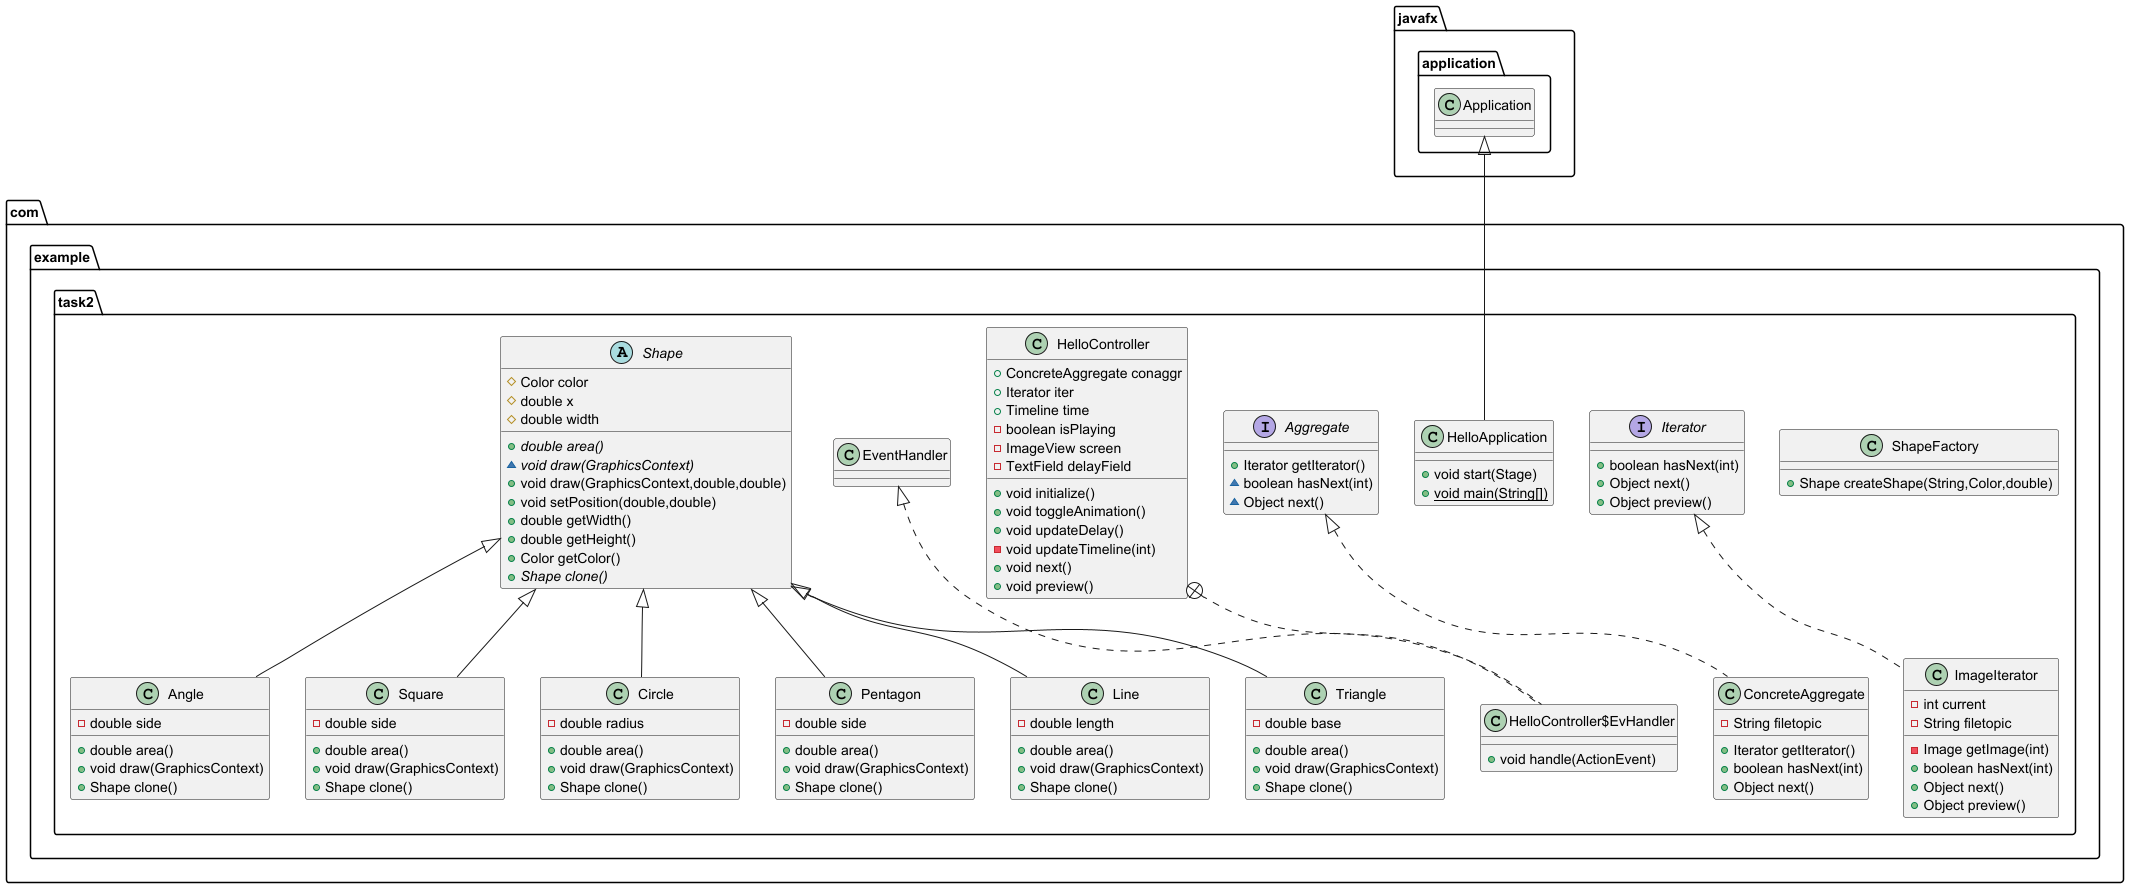 javafx
application
C Application
com
example
task2
A Shape
Color color
double x
double width
double area()
void draw(GraphicsContext)
void draw(GraphicsContext,double,double)
void setPosition(double,double)
double getWidth()
double getHeight()
Color getColor()
Shape clone()
C EventHandler
C HelloController
ConcreteAggregate conaggr
Iterator iter
Timeline time
boolean isPlaying
ImageView screen
TextField delayField
void initialize()
void toggleAnimation()
void updateDelay()
void updateTimeline(int)
void next()
void preview()
I Aggregate
Iterator getIterator()
boolean hasNext(int)
Object next()
C HelloApplication
void start(Stage)
void main(String[])
I Iterator
boolean hasNext(int)
Object next()
Object preview()
C ShapeFactory
Shape createShape(String,Color,double)
C Angle
double side
double area()
void draw(GraphicsContext)
Shape clone()
C Square
double side
double area()
void draw(GraphicsContext)
Shape clone()
C Circle
double radius
double area()
void draw(GraphicsContext)
Shape clone()
C Pentagon
double side
double area()
void draw(GraphicsContext)
Shape clone()
C Line
double length
double area()
void draw(GraphicsContext)
Shape clone()
C Triangle
double base
double area()
void draw(GraphicsContext)
Shape clone()
C HelloController$EvHandler
void handle(ActionEvent)
C ConcreteAggregate
String filetopic
Iterator getIterator()
boolean hasNext(int)
Object next()
C ImageIterator
int current
String filetopic
Image getImage(int)
boolean hasNext(int)
Object next()
Object preview()